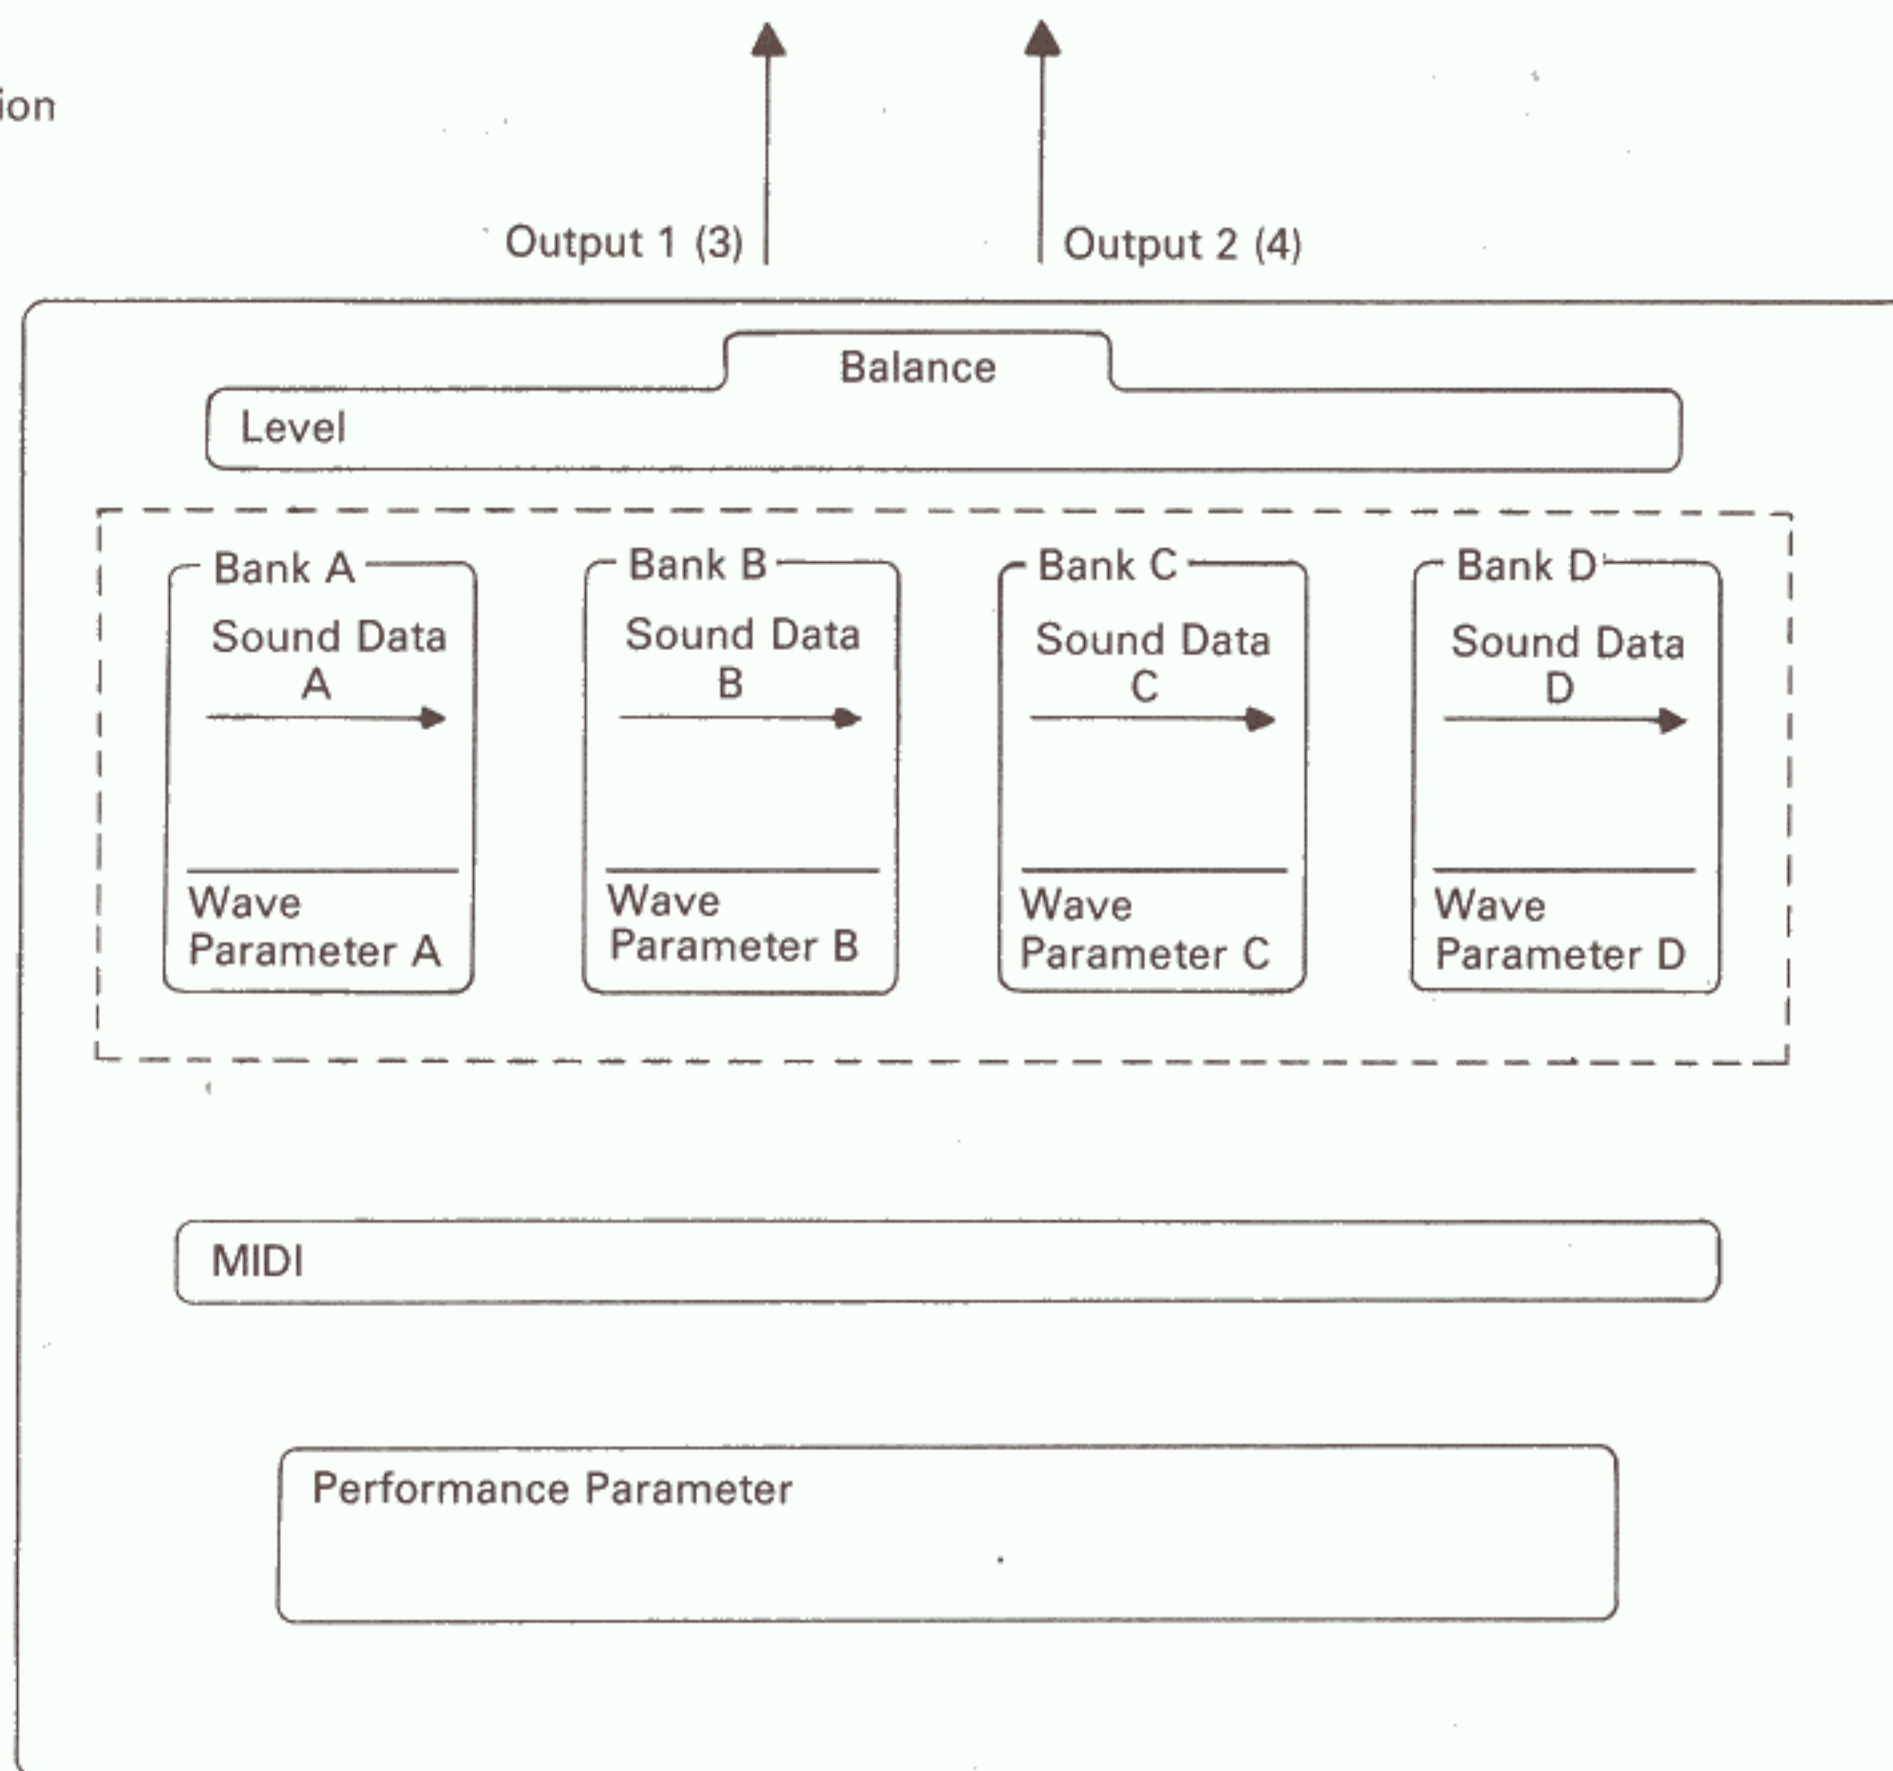 ion
Output 1 (3)
Output 2 (4)
Balance
Level
Bank A
Sound Data
A
Wave
Parameter A
Bank B
Sound Data
B
Wave
Parameter B
Bank C
Sound Data
C
Wave
Parameter C
Bank D
Sound Data
D
Wave
Parameter D
MIDI
Performance Parameter